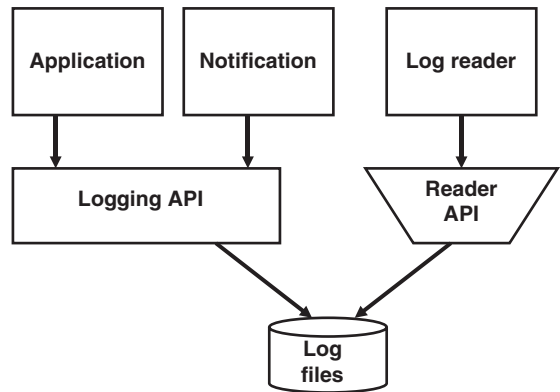 Application
Notification
Log reader
Logging API
Reader
API
Log
files